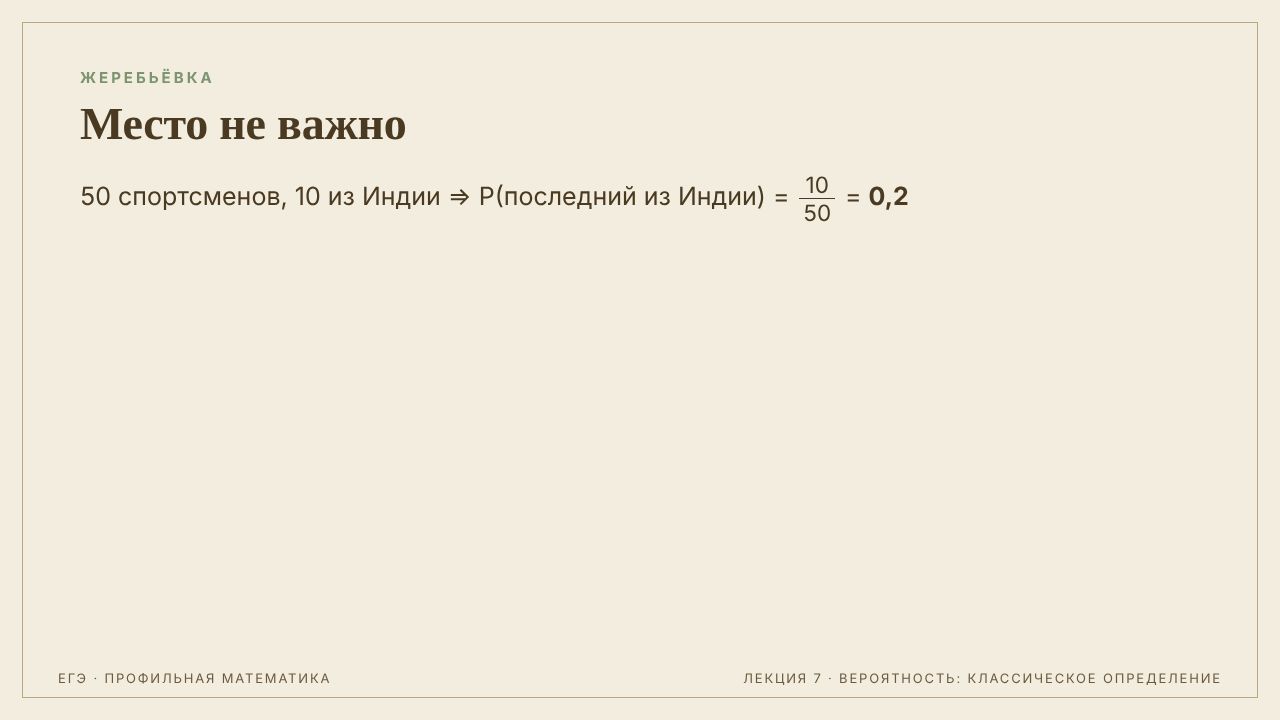 ЖЕРЕБЬЁВКА
Место не важно
50 спортсменов, 10 из Индии ⇒ P(последний из Индии) = 10/50 = 0,2
ЕГЭ · ПРОФИЛЬНАЯ МАТЕМАТИКА
ЛЕКЦИЯ 7 · ВЕРОЯТНОСТЬ: КЛАССИЧЕСКОЕ ОПРЕДЕЛЕНИЕ